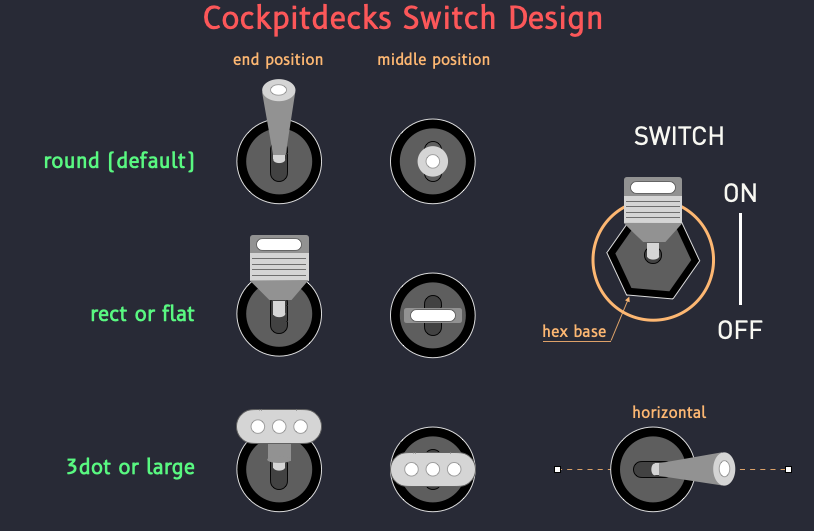 Cockpitdecks Switch Design
end position
middle position
SWITCH
round (default)
ON
rect or flat
hex base
OFF
horizontal
3dot or large